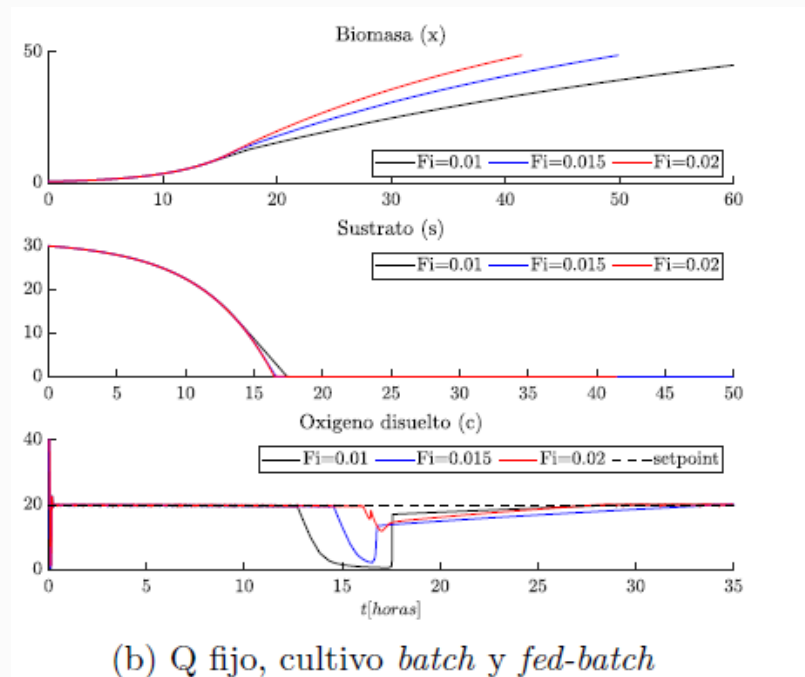 Biomasa (x)
50
0
Fi=0.01 Fi=0.015 Fi=0.02
0 10 20 30 40 50 60
Sustrato (s)
30
20
10
0
Fi=0.01 Fi=0.015 Fi=0.02
0 5 10 15 20 25 30 35 40 45 50
Oxigeno disuelto (c)
40
20
0
Fi=0.01 Fi=0.015 Fi=0.02 setpoint
0 5 10 15 20 25 30 35
t[horas]
(b) Q fijo, cultivo batch y fed-batch